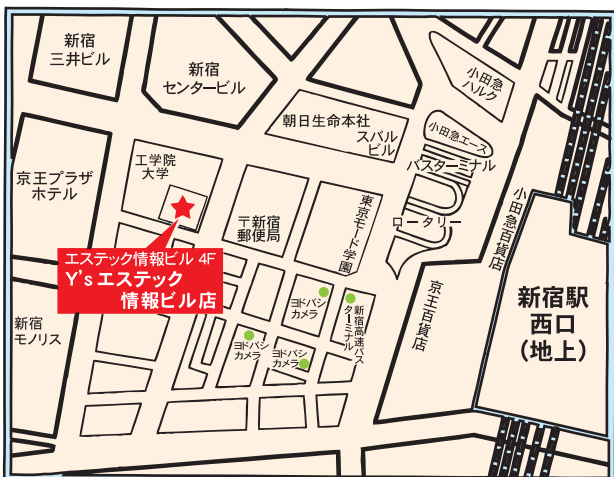 新宿
三井ビル
新宿
センタービル
小田急
ハルク
朝日生命本社
スバル
ビル
小田急エース
バスターミナル
工学院
大学
京王プラザ
ホテル
〒新宿
郵便局
東京モード学園
ロータリー
小田急百貨店
エステック情報ビル 4F
Y'sエステック
情報ビル店
新宿駅
西口
(地上)
京王百貨店
ヨドバシ
カメラ
新宿高速バス
ターミナル
新宿
モノリス
ヨドバシ
カメラ
ヨドバシ
カメラ